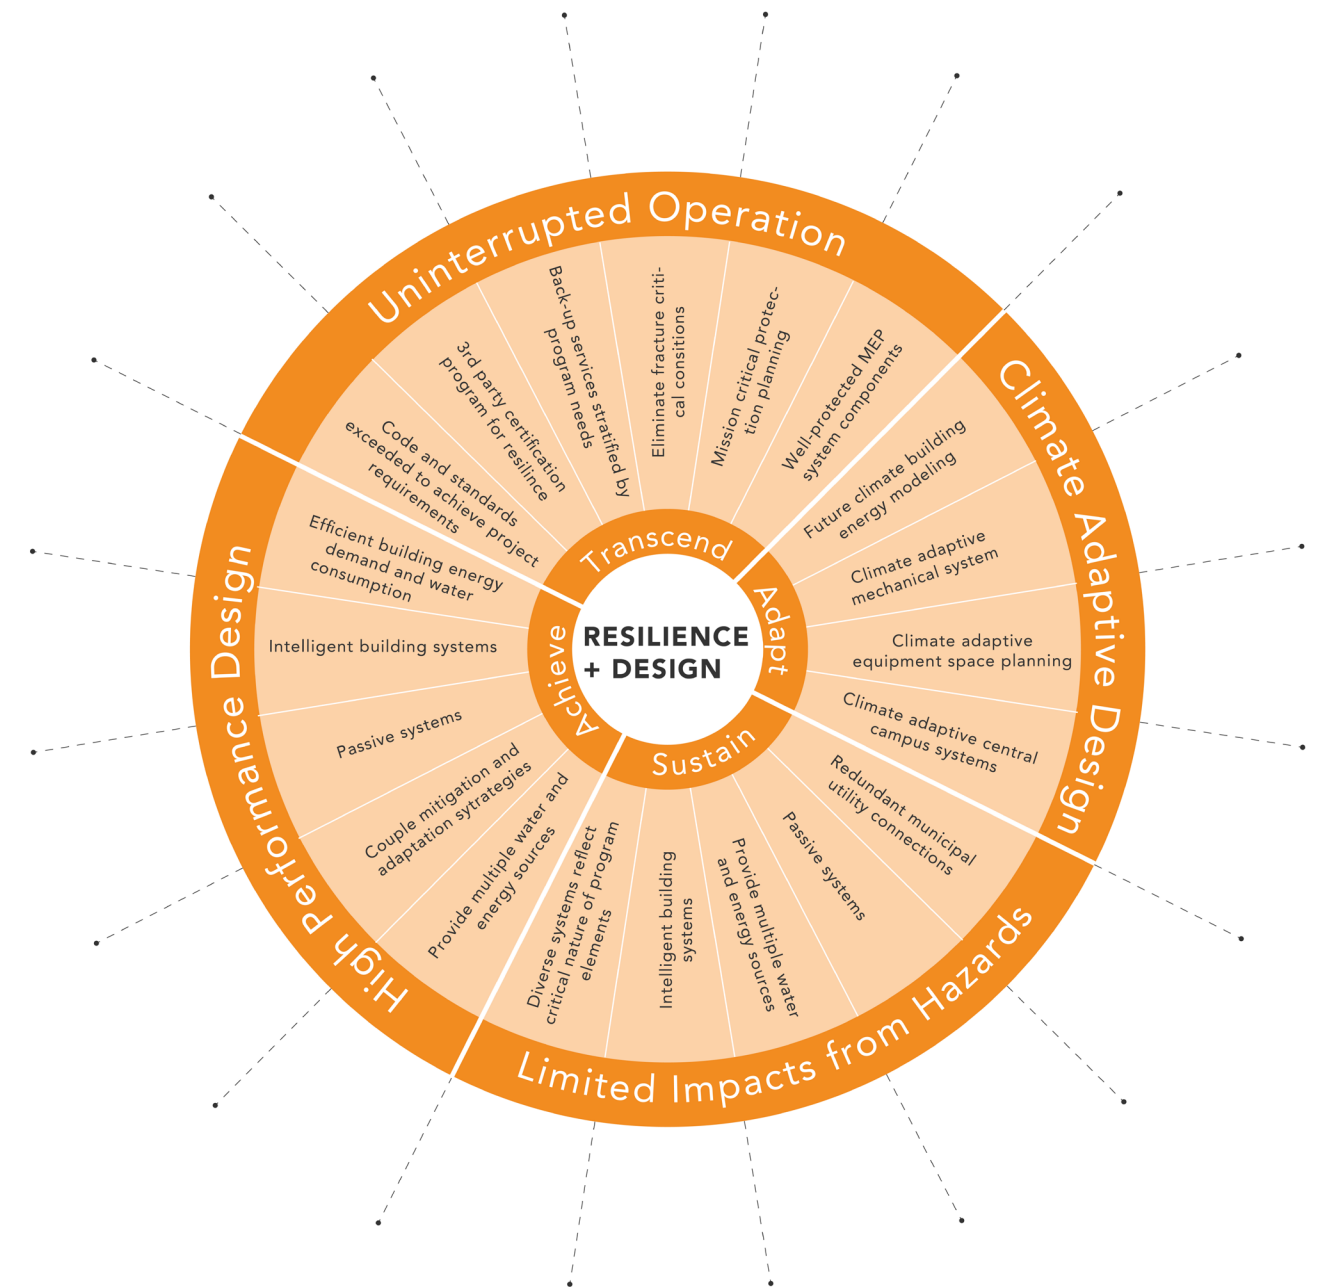 RESILIENCE
+ DESIGN
Transcend
Adapt
Sustain
Achieve
Uninterrupted Operation
Code and standards
exceeded to achieve project
requirements
3rd party certification
program for resilince
Back-up services stratified by
program needs
Eliminate fracture criti-
cal consitions
Mission critical protec-
tion planning
Well-protected MEP
system components
Climate Adaptive Design
Future climate building
energy modeling
Climate adaptive
mechanical system
Climate adaptive
equipment space planning
Climate adaptive central
campus systems
Limited Impacts from Hazards
Redundant municipal
utility connections
Passive systems
Provide multiple water
and energy sources
Intelligent building
systems
Diverse systems reflect
critical nature of program
elements
High Performance Design
Provide multiple water and
energy sources
Couple mitigation and
adaptation sytrategies
Passive systems
Intelligent building systems
Efficient building energy
demand and water
consumption